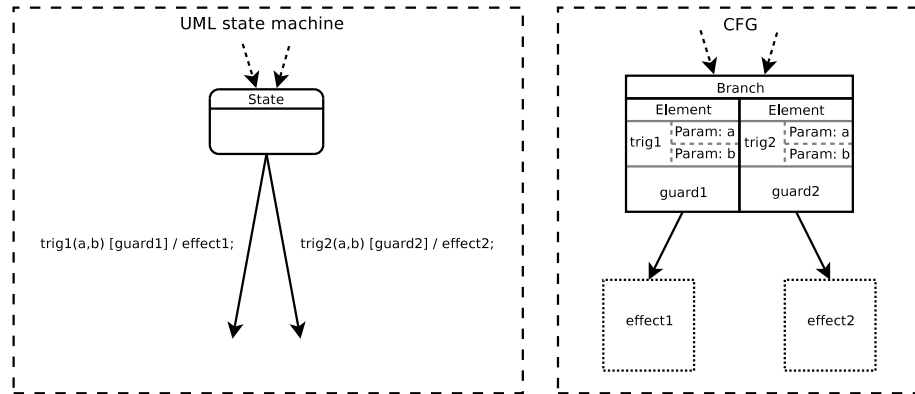 UML state machine
State
trig1(a,b) [guard1] / effect1;
trig2(a,b) [guard2] / effect2;
CFG
Branch
Element
Element
trig1
Param: a
Param: b
trig2
Param: a
Param: b
guard1
guard2
effect1
effect2